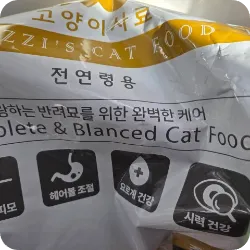 고양이사료
ZZI'S CAT FOOD
전연령용
랑하는 반려묘를 위한 완벽한 케어
plete & Blanced Cat Food
피모
헤어볼 조절
요로계 건강
시력 건강